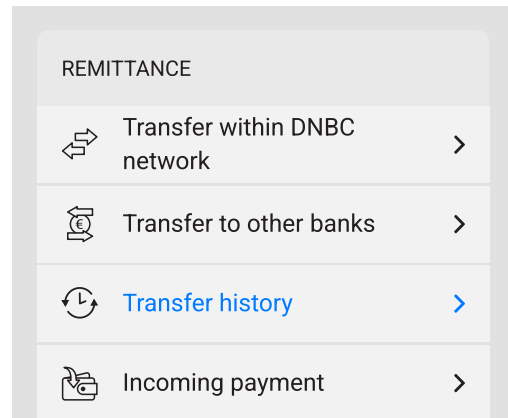 REMITTANCE
Transfer within DNBC
network
Transfer to other banks
Transfer history
Incoming payment